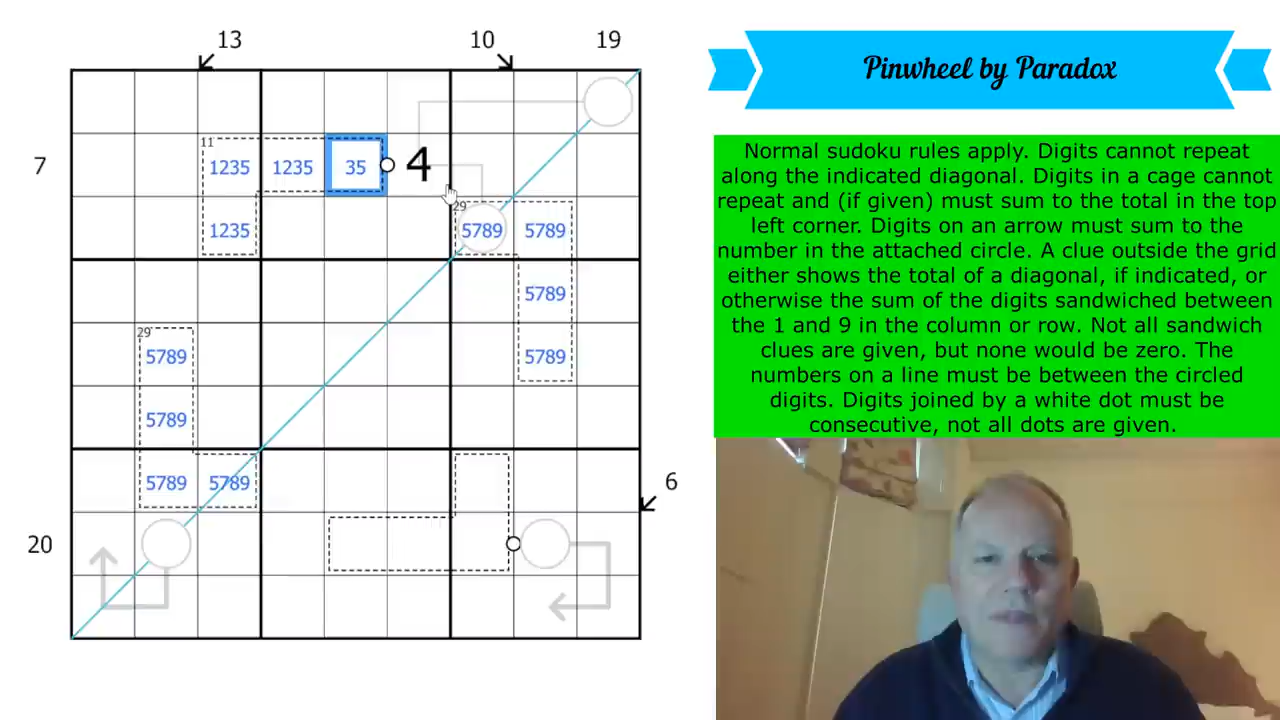 13 10 19
Pinwheel by Paradox
7
11
1235 1235 35 4
1235
29
5789 5789
5789
29
5789 5789
5789
5789 5789
6
20
Normal sudoku rules apply. Digits cannot repeat
along the indicated diagonal. Digits in a cage cannot
repeat and (if given) must sum to the total in the top
left corner. Digits on an arrow must sum to the
number in the attached circle. A clue outside the grid
either shows the total of a diagonal, if indicated, or
otherwise the sum of the digits sandwiched between
the 1 and 9 in the column or row. Not all sandwich
clues are given, but none would be zero. The
numbers on a line must be between the circled
digits. Digits joined by a white dot must be
consecutive, not all dots are given.